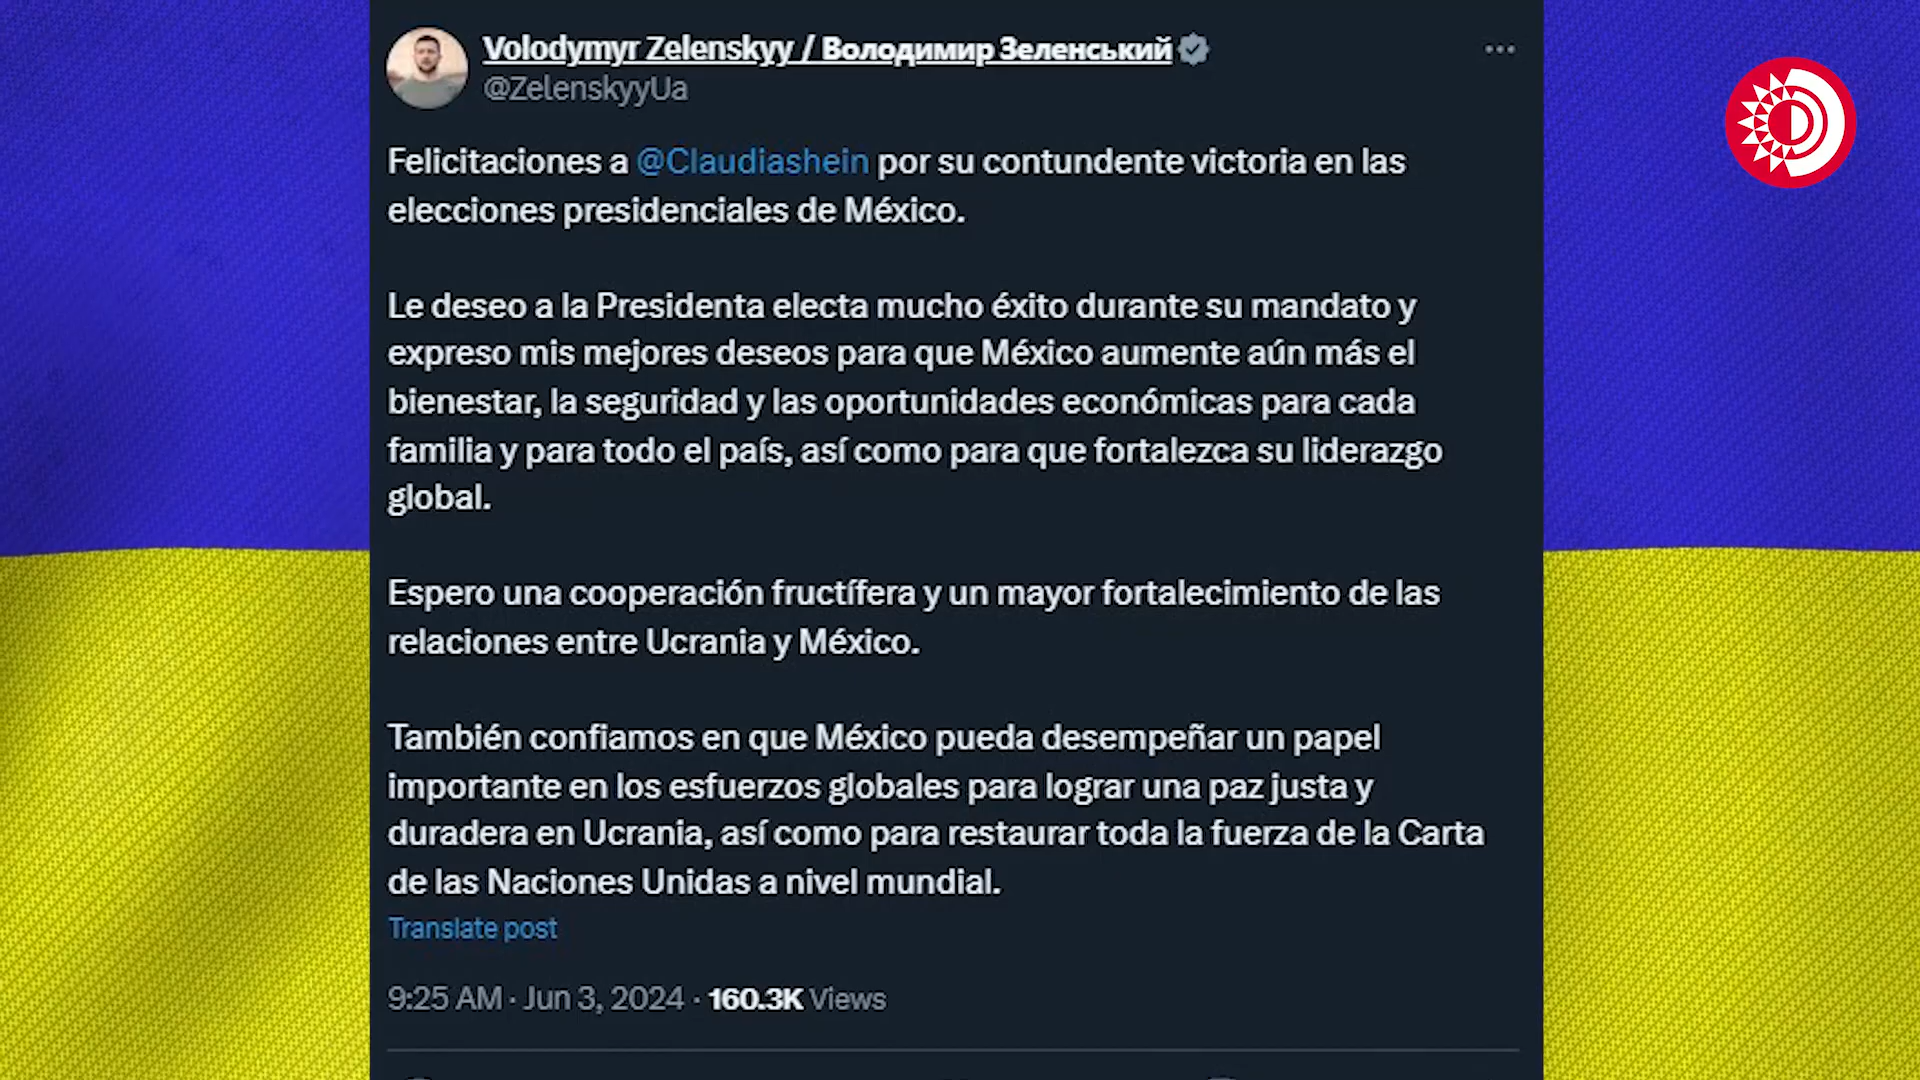 Volodymyr Zelenskyy / Володимир Зеленський
@ZelenskyyUa
Felicitaciones a @Claudiashein por su contundente victoria en las
elecciones presidenciales de México.
Le deseo a la Presidenta electa mucho éxito durante su mandato y
expreso mis mejores deseos para que México aumente aún más el
bienestar, la seguridad y las oportunidades económicas para cada
familia y para todo el país, así como para que fortalezca su liderazgo
global.
Espero una cooperación fructífera y un mayor fortalecimiento de las
relaciones entre Ucrania y México.
También confiamos en que México pueda desempeñar un papel
importante en los esfuerzos globales para lograr una paz justa y
duradera en Ucrania, así como para restaurar toda la fuerza de la Carta
de las Naciones Unidas a nivel mundial.
Translate post
9:25 AM · Jun 3, 2024 · 160.3K Views